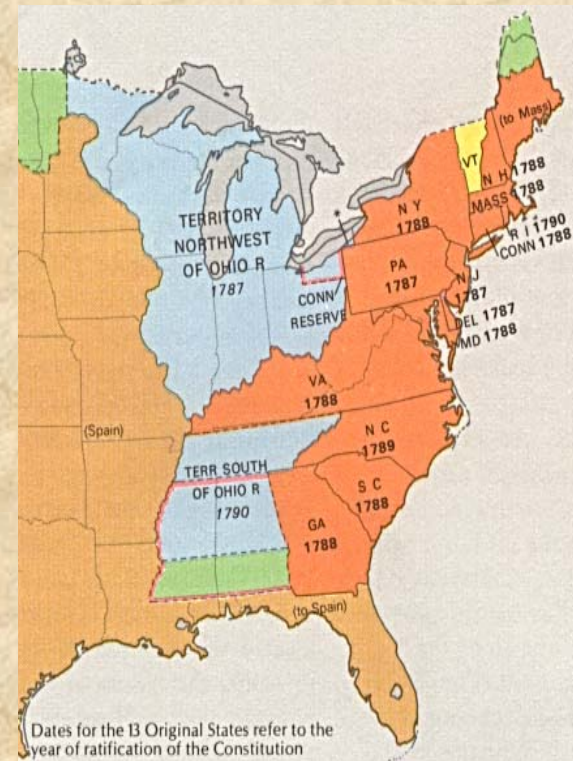 (to Mass)
VT
N H 1788
MASS 1788
R I 1790
CONN 1788
N Y
1788
TERRITORY
NORTHWEST
OF OHIO R
1787
PA
1787
N J
1787
CONN
RESERVE
DEL 1787
MD 1788
VA
1788
(Spain)
N C
1789
TERR SOUTH
OF OHIO R
1790
S C
1788
GA
1788
(to Spain)
Dates for the 13 Original States refer to the
year of ratification of the Constitution